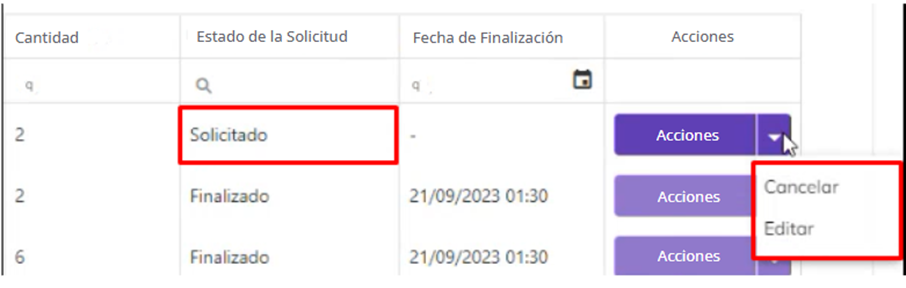 Cantidad Estado de la Solicitud Fecha de Finalización Acciones
2 Solicitado - Acciones
Cancelar
2 Finalizado 21/09/2023 01:30 Acciones
Editar
6 Finalizado 21/09/2023 01:30 Acciones